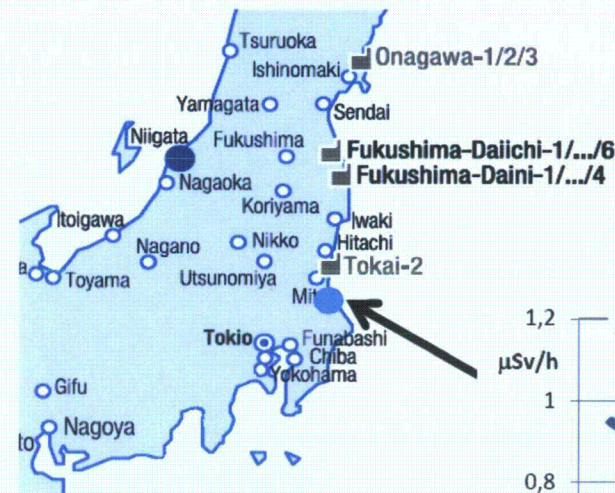 Tsuruoka
Onagawa-1/2/3
Ishinomaki
Yamagata
Sendai
Niigata
Fukushima
Fukushima-Daiichi-1/.../6
Fukushima-Daini-1/.../4
Nagaoka
Koriyama
Itoigawa
Iwaki
Nagano
Nikko
Hitachi
Toyama
Utsunomiya
Tokai-2
Mit
1,2
Tokio
Funabashi
µSv/h
Chiba
Yokohama
Gifu
1
Nagoya
to
0,8